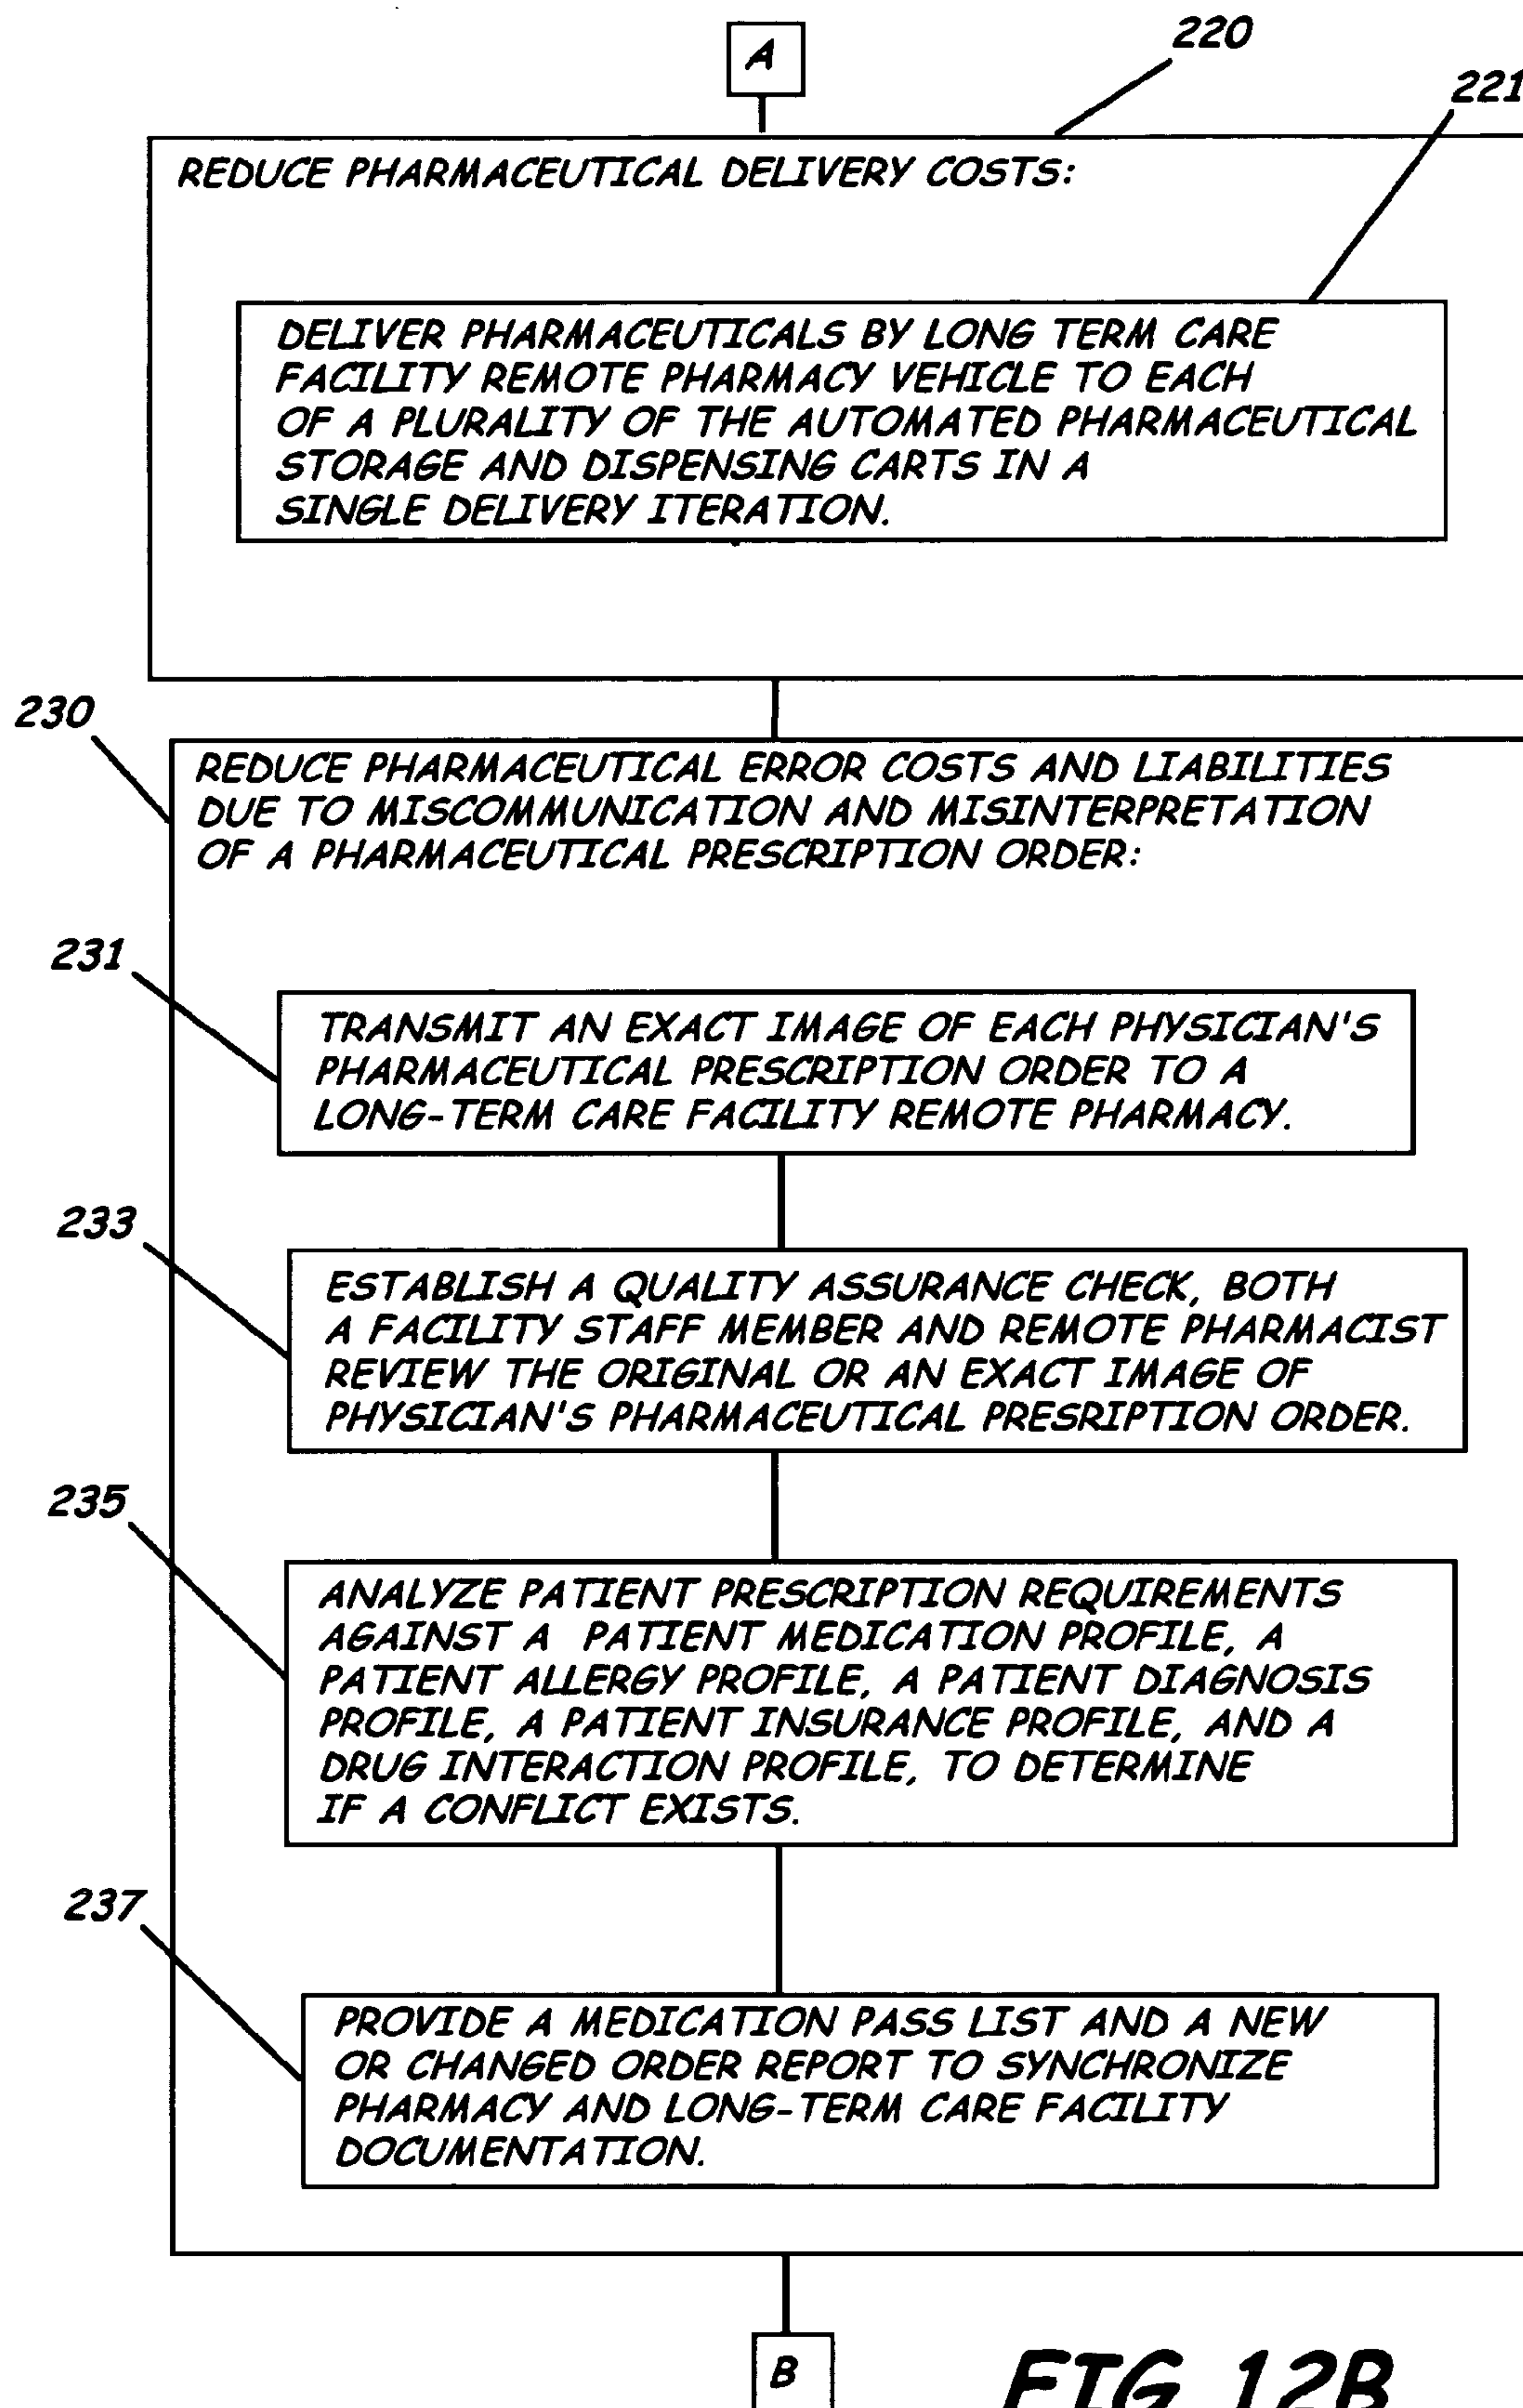 A
220
221
REDUCE PHARMACEUTICAL DELIVERY COSTS:
DELIVER PHARMACEUTICALS BY LONG TERM CARE
FACILITY REMOTE PHARMACY VEHICLE TO EACH
OF A PLURALITY OF THE AUTOMATED PHARMACEUTICAL
STORAGE AND DISPENSING CARTS IN A
SINGLE DELIVERY ITERATION.
230
REDUCE PHARMACEUTICAL ERROR COSTS AND LIABILITIES
DUE TO MISCOMMUNICATION AND MISINTERPRETATION
OF A PHARMACEUTICAL PRESCRIPTION ORDER:
231
TRANSMIT AN EXACT IMAGE OF EACH PHYSICIAN'S
PHARMACEUTICAL PRESCRIPTION ORDER TO A
LONG-TERM CARE FACILITY REMOTE PHARMACY.
233
ESTABLISH A QUALITY ASSURANCE CHECK, BOTH
A FACILITY STAFF MEMBER AND REMOTE PHARMACIST
REVIEW THE ORIGINAL OR AN EXACT IMAGE OF
PHYSICIAN'S PHARMACEUTICAL PRESRIPTION ORDER.
235
ANALYZE PATIENT PRESCRIPTION REQUIREMENTS
AGAINST A PATIENT MEDICATION PROFILE, A
PATIENT ALLERGY PROFILE, A PATIENT DIAGNOSIS
PROFILE, A PATIENT INSURANCE PROFILE, AND A
DRUG INTERACTION PROFILE, TO DETERMINE
IF A CONFLICT EXISTS.
237
PROVIDE A MEDICATION PASS LIST AND A NEW
OR CHANGED ORDER REPORT TO SYNCHRONIZE
PHARMACY AND LONG-TERM CARE FACILITY
DOCUMENTATION.
B
FIG 12B